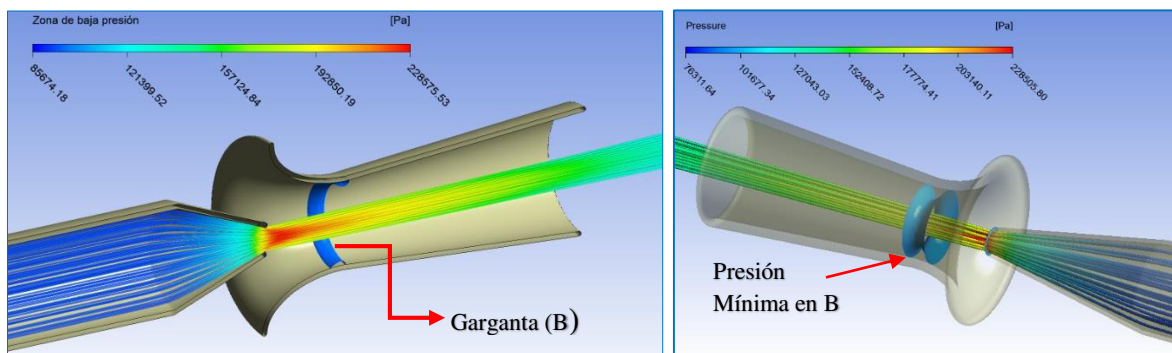 Zona de baja presión
[Pa]
85674.18
121399.52
157124.84
192850.19
228575.53
Garganta (B)
Pressure
[Pa]
76311.64
101677.34
127043.03
152408.72
177774.41
203140.11
228505.80
Presión
Mínima en B